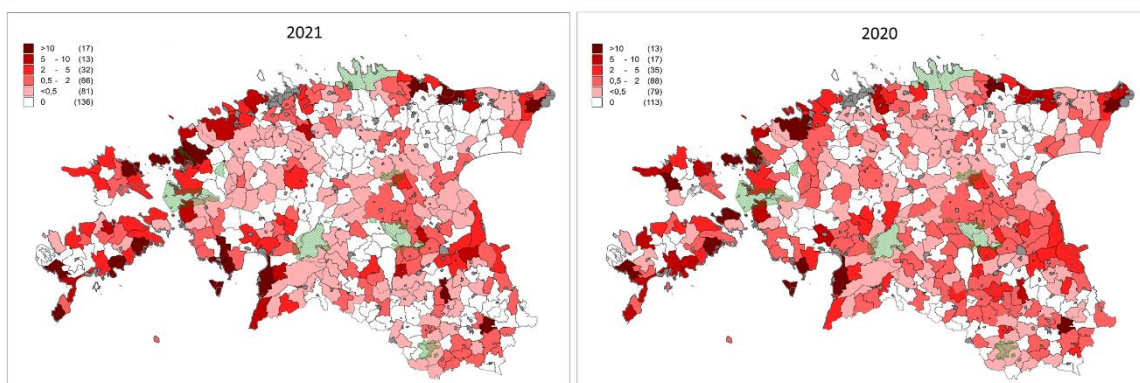 2021
>10 (17)
5 - 10 (13)
2 - 5 (32)
0,5 - 2 (66)
<0,5 (81)
0 (136)
2020
>10 (13)
5 - 10 (17)
2 - 5 (35)
0,5 - 2 (88)
<0,5 (79)
0 (113)